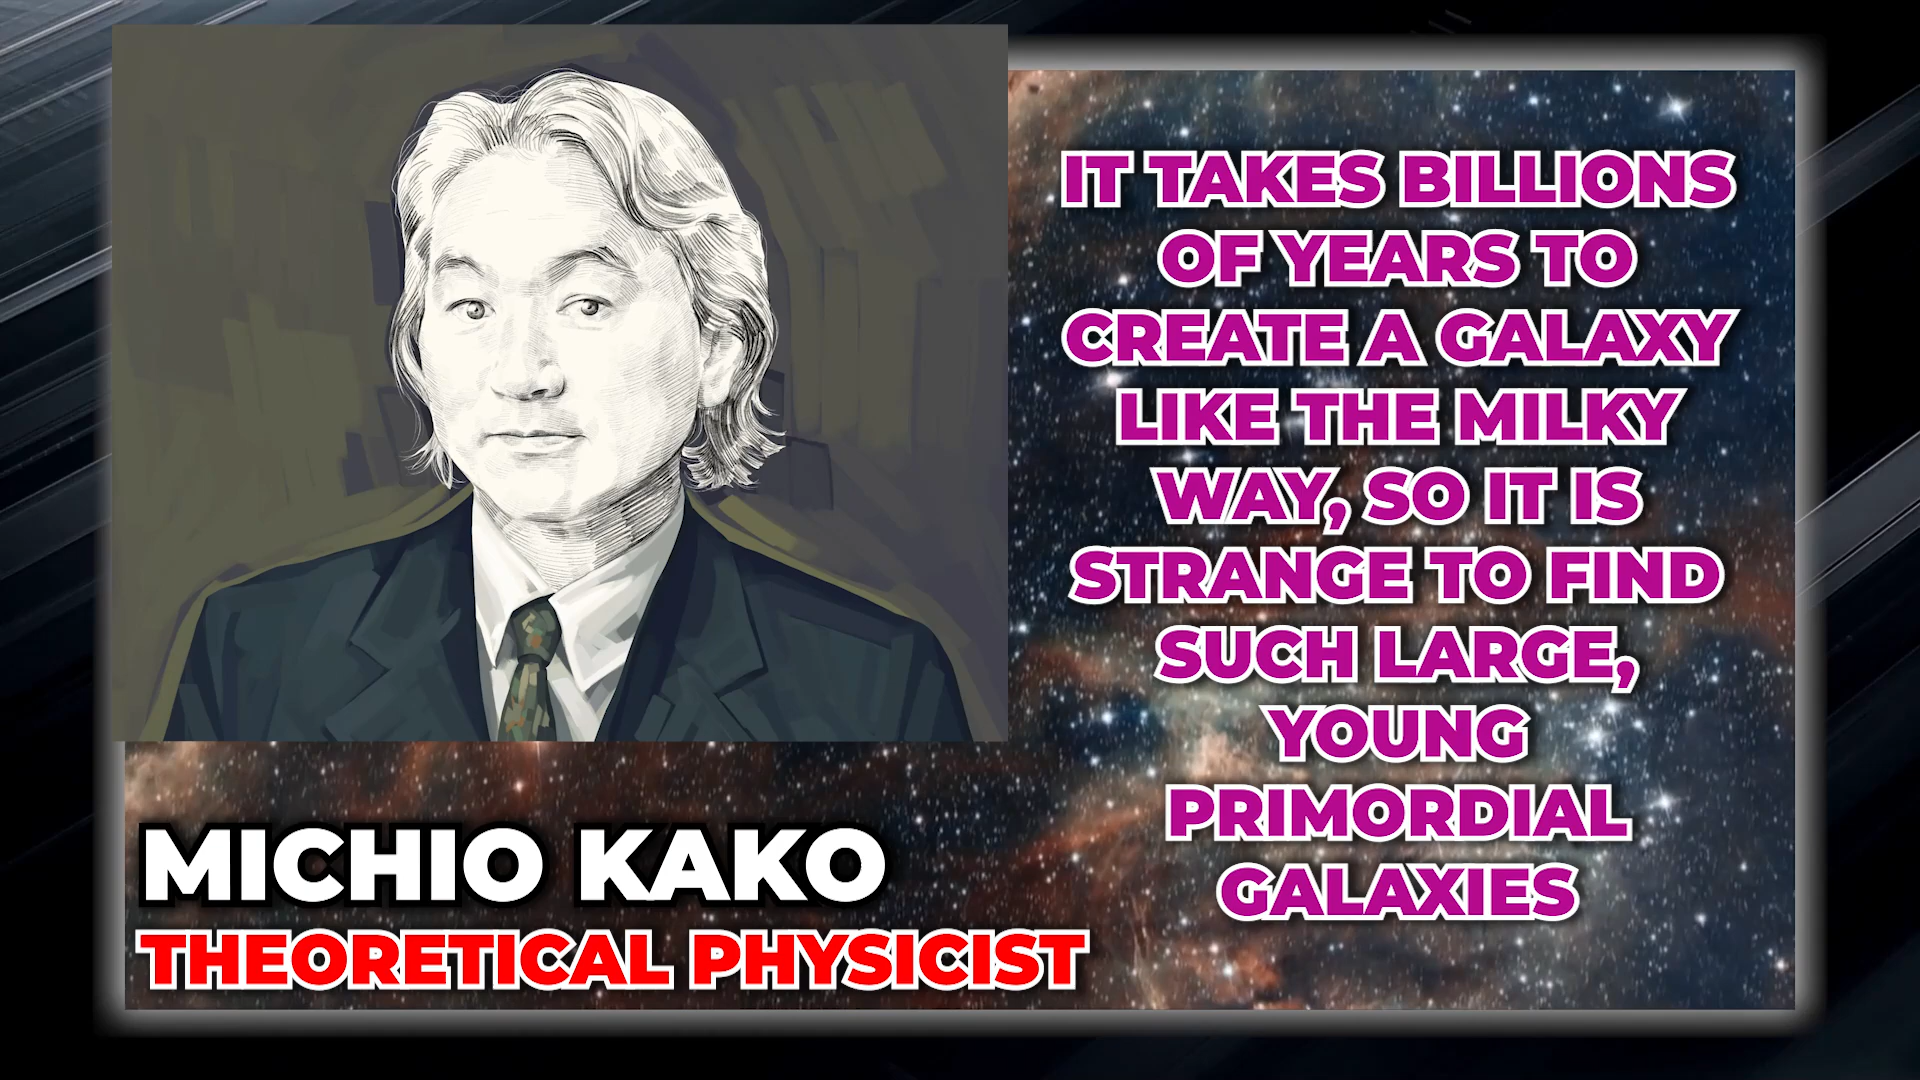 IT TAKES BILLIONS
OF YEARS TO
CREATE A GALAXY
LIKE THE MILKY
WAY, SO IT IS
STRANGE TO FIND
SUCH LARGE,
YOUNG
PRIMORDIAL
GALAXIES
MICHIO KAKO
THEORETICAL PHYSICIST